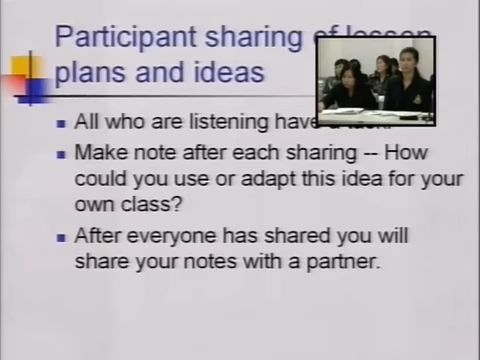 Participant sharing of lesson
plans and ideas
All who are listening have
Make note after each sharing -- How
could you use or adapt this idea for your
own class?
After everyone has shared you will
share your notes with a partner.